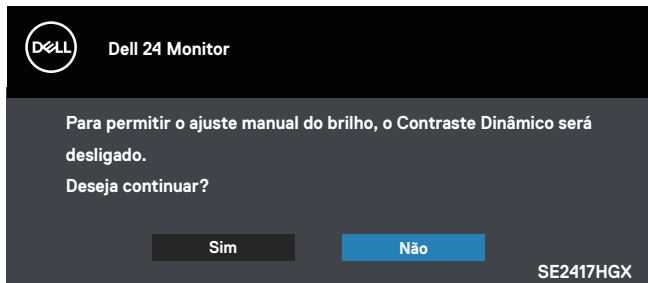 DELL
Dell 24 Monitor
Para permitir o ajuste manual do brilho, o Contraste Dinâmico será
desligado.
Deseja continuar?
Sim
Não
SE2417HGX